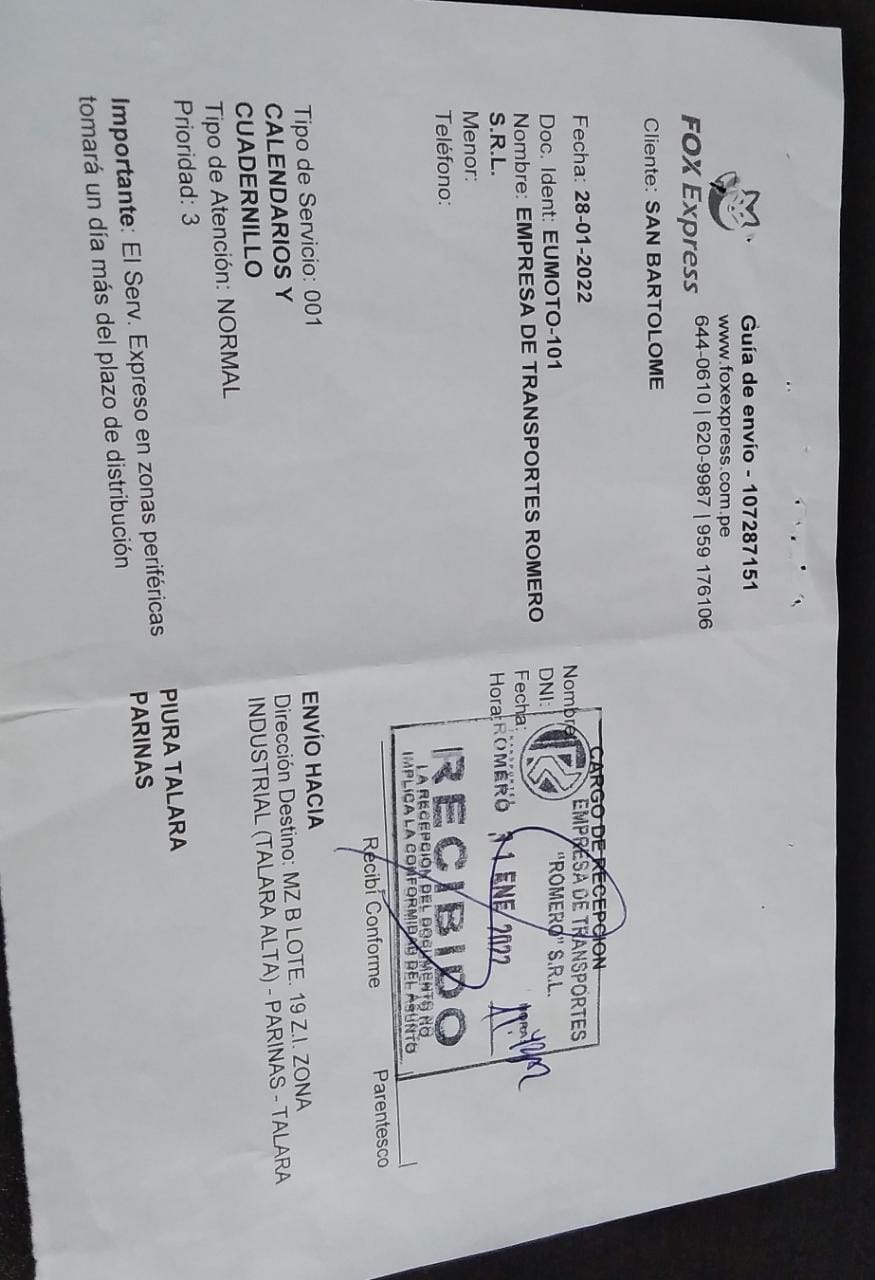 FOX Express
Guía de envío - 107287151
www.foxexpress.com.pe
644-0610 | 620-9987 | 959 176106
Cliente: SAN BARTOLOME
Fecha: 28-01-2022
Doc. Ident: EUMOTO-101
Nombre: EMPRESA DE TRANSPORTES ROMERO
S.R.L.
Menor:
Teléfono:
Tipo de Servicio: 001
CALENDARIOS Y
CUADERNILLO
Tipo de Atención: NORMAL
Prioridad: 3
Importante: El Serv. Expreso en zonas periféricas
tomará un día más del plazo de distribución
CARGO DE RECEPCION
Nombre
DNI:
Fecha:
Hora:
EMPRESA DE TRANSPORTES
"ROMERO" S.R.L.
TRANSPORTES
ROMERO
31 ENE 2022
RECIBIDO
LA RECEPCION DEL DOCUMENTO NO
IMPLICA LA CONFORMIDAD DEL ASUNTO
Recibí Conforme
Parentesco
ENVÍO HACIA
Dirección Destino: MZ B LOTE. 19 Z.I. ZONA
INDUSTRIAL (TALARA ALTA) - PARINAS - TALARA
PIURA TALARA
PARINAS